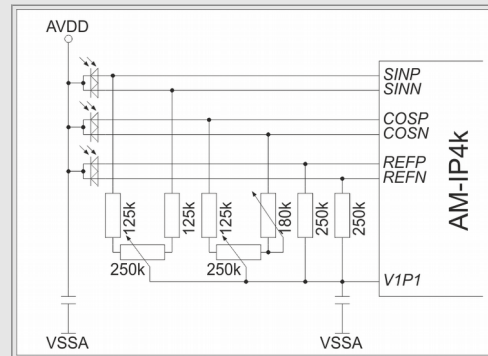 AVDD
SINP
SINN
COSP
COSN
REFP
REFN
AM-IP4k
125k
125k
125k
180k
250k
250k
250k
250k
V1P1
VSSA
VSSA